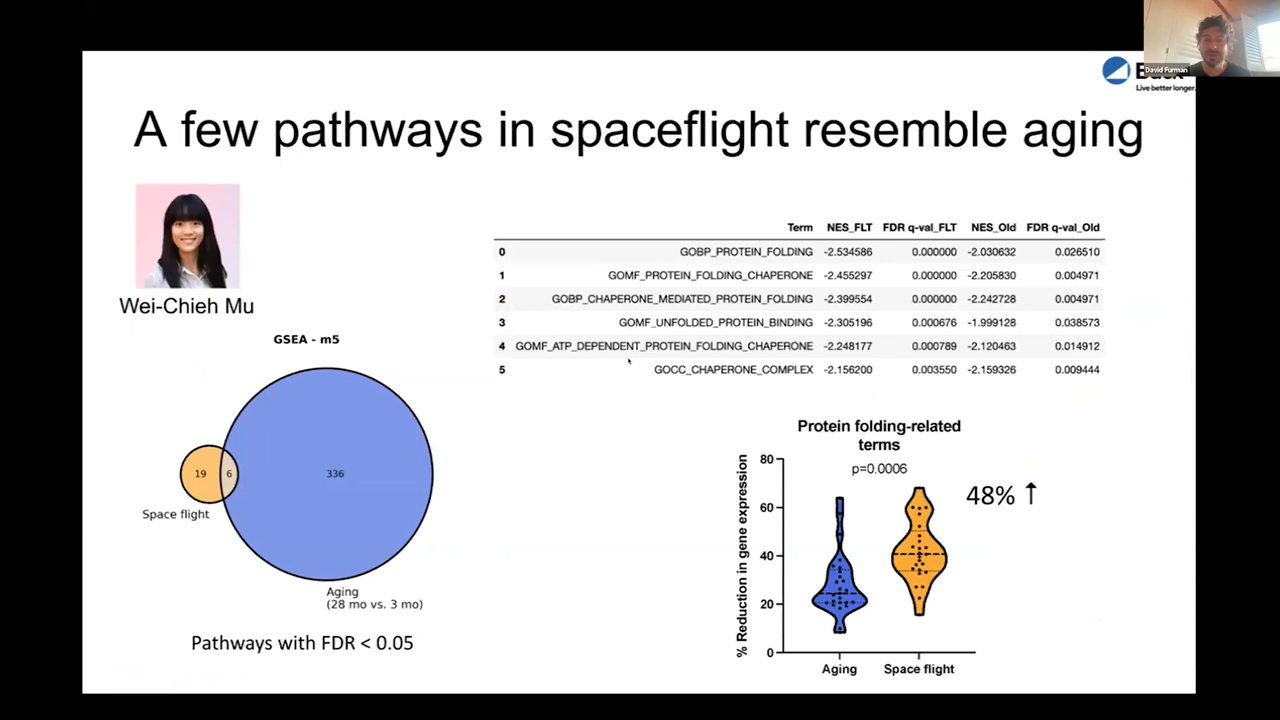 David Furman
Live better longer.
A few pathways in spaceflight resemble aging
Wei-Chieh Mu
Term NES_FLT FDR q-val_FLT NES_Old FDR q-val_Old
0 GOBP_PROTEIN_FOLDING -2.534586 0.000000 -2.030632 0.026510
1 GOMF_PROTEIN_FOLDING_CHAPERONE -2.455297 0.000000 -2.205830 0.004971
2 GOBP_CHAPERONE_MEDIATED_PROTEIN_FOLDING -2.399554 0.000000 -2.242728 0.004971
3 GOMF_UNFOLDED_PROTEIN_BINDING -2.305196 0.000676 -1.999128 0.038573
4 GOMF_ATP_DEPENDENT_PROTEIN_FOLDING_CHAPERONE -2.248177 0.000789 -2.120463 0.014912
5 GOCC_CHAPERONE_COMPLEX -2.156200 0.003550 -2.159326 0.009444
GSEA - m5
19 6 336
Space flight
Aging
(28 mo vs. 3 mo)
Pathways with FDR < 0.05
Protein folding-related
terms
p=0.0006
48% ↑
% Reduction in gene expression
80
60
40
20
0
Aging Space flight